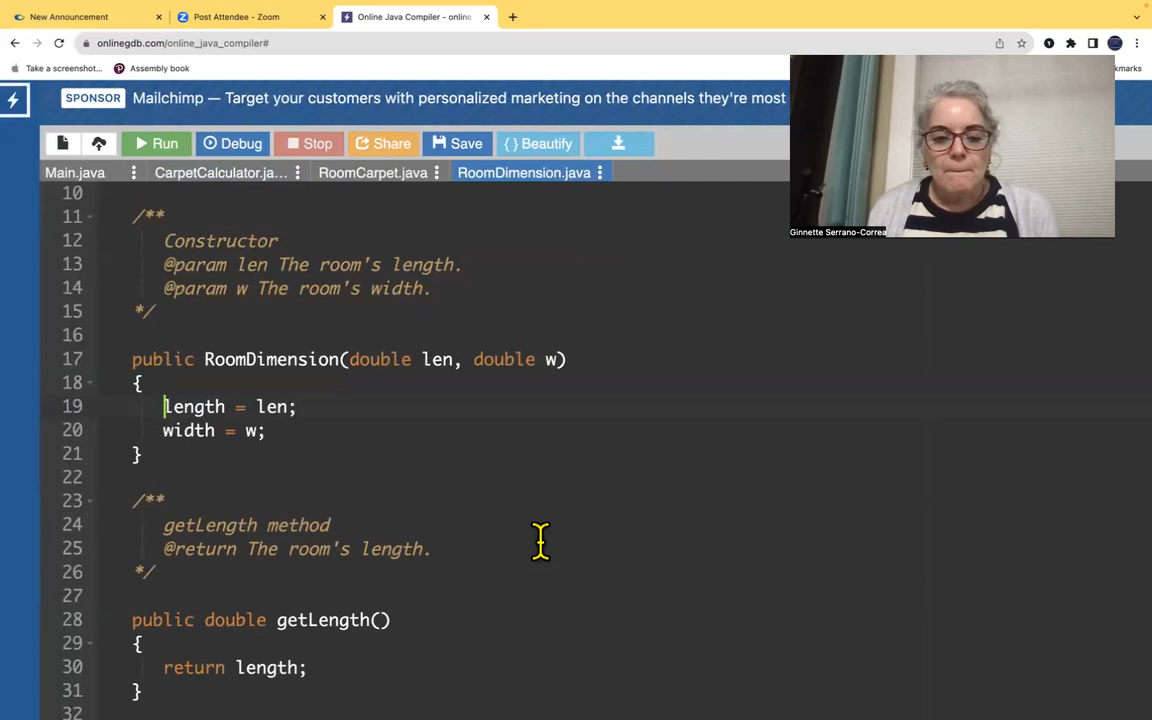 New Announcement
Post Attendee - Zoom
Online Java Compiler - online
onlinegdb.com/online_java_compiler#
Take a screenshot...
Assembly book
kmarks
SPONSOR Mailchimp — Target your customers with personalized marketing on the channels they're most
Run Debug Stop Share Save { } Beautify
Main.java CarpetCalculator.ja... RoomCarpet.java RoomDimension.java
Ginnette Serrano-Correa
10
11 /**
12 Constructor
13 @param len The room's length.
14 @param w The room's width.
15 */
16
17 public RoomDimension(double len, double w)
18 {
19 length = len;
20 width = w;
21 }
22
23 /**
24 getLength method
25 @return The room's length.
26 */
27
28 public double getLength()
29 {
30 return length;
31 }
32